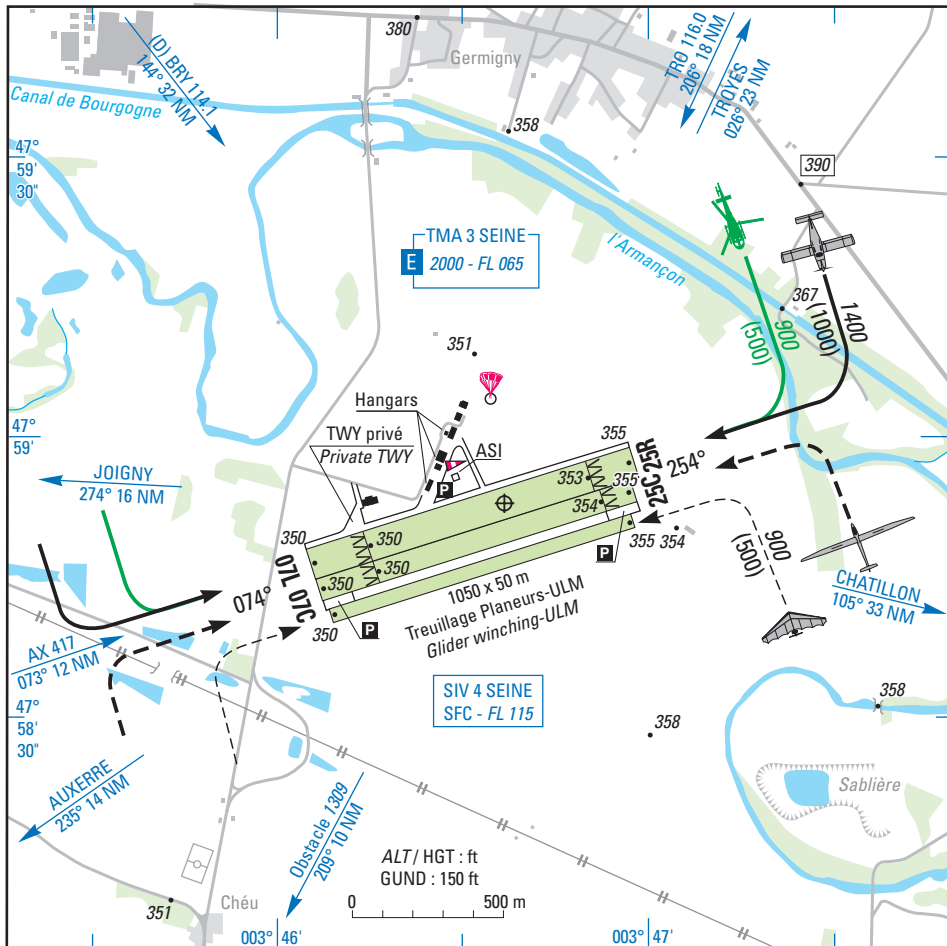 380
Germigny
(D) BRY 114.1
144° 32 NM
TRO 116.0
206° 18 NM
TROYES
026° 23 NM
Canal de Bourgogne
358
47°
59'
30"
390
TMA 3 SEINE
E
2000 - FL 065
l'Armançon
367
1400
(1000)
900
(500)
351
Hangars
47°
59'
TWY privé
Private TWY
ASI
P
355
25C 25R
254°
353
355
354
JOIGNY
274° 16 NM
350
350
350
350
07L 07C
074°
350
P
P
355
354
900
(500)
1050 x 50 m
Treuillage Planeurs-ULM
Glider winching-ULM
CHATILLON
105° 33 NM
AX 417
073° 12 NM
SIV 4 SEINE
SFC - FL 115
47°
58'
30"
358
358
Sablière
AUXERRE
235° 14 NM
Obstacle 1309
209° 10 NM
ALT / HGT : ft
GUND : 150 ft
0 500 m
351
Chéu
003° 46'
003° 47'